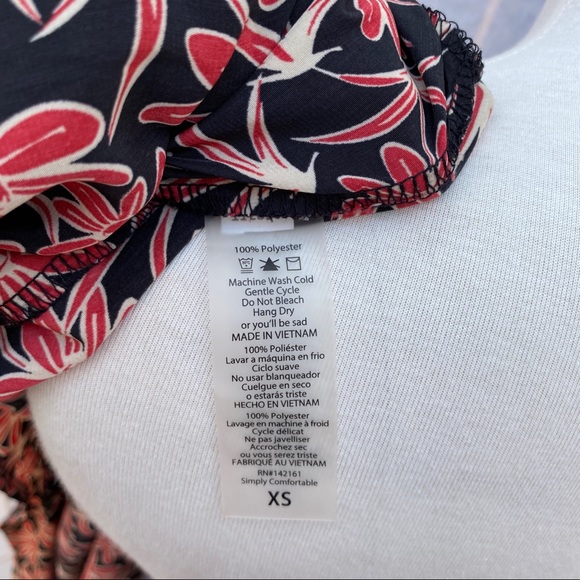 100% Polyester
Machine Wash Cold
Gentle Cycle
Do Not Bleach
Hang Dry
or you'll be sad
MADE IN VIETNAM
100% Poliéster
Lavar a máquina en frio
Ciclo suave
No usar blanqueador
Cuelgue en seco
o estarás triste
HECHO EN VIETNAM
100% Polyester
Lavage en machine à froid
Cycle délicat
Ne pas javelliser
Accrochez sec
ou vous serez triste
FABRIQUÉ AU VIETNAM
RN#142161
Simply Comfortable
XS